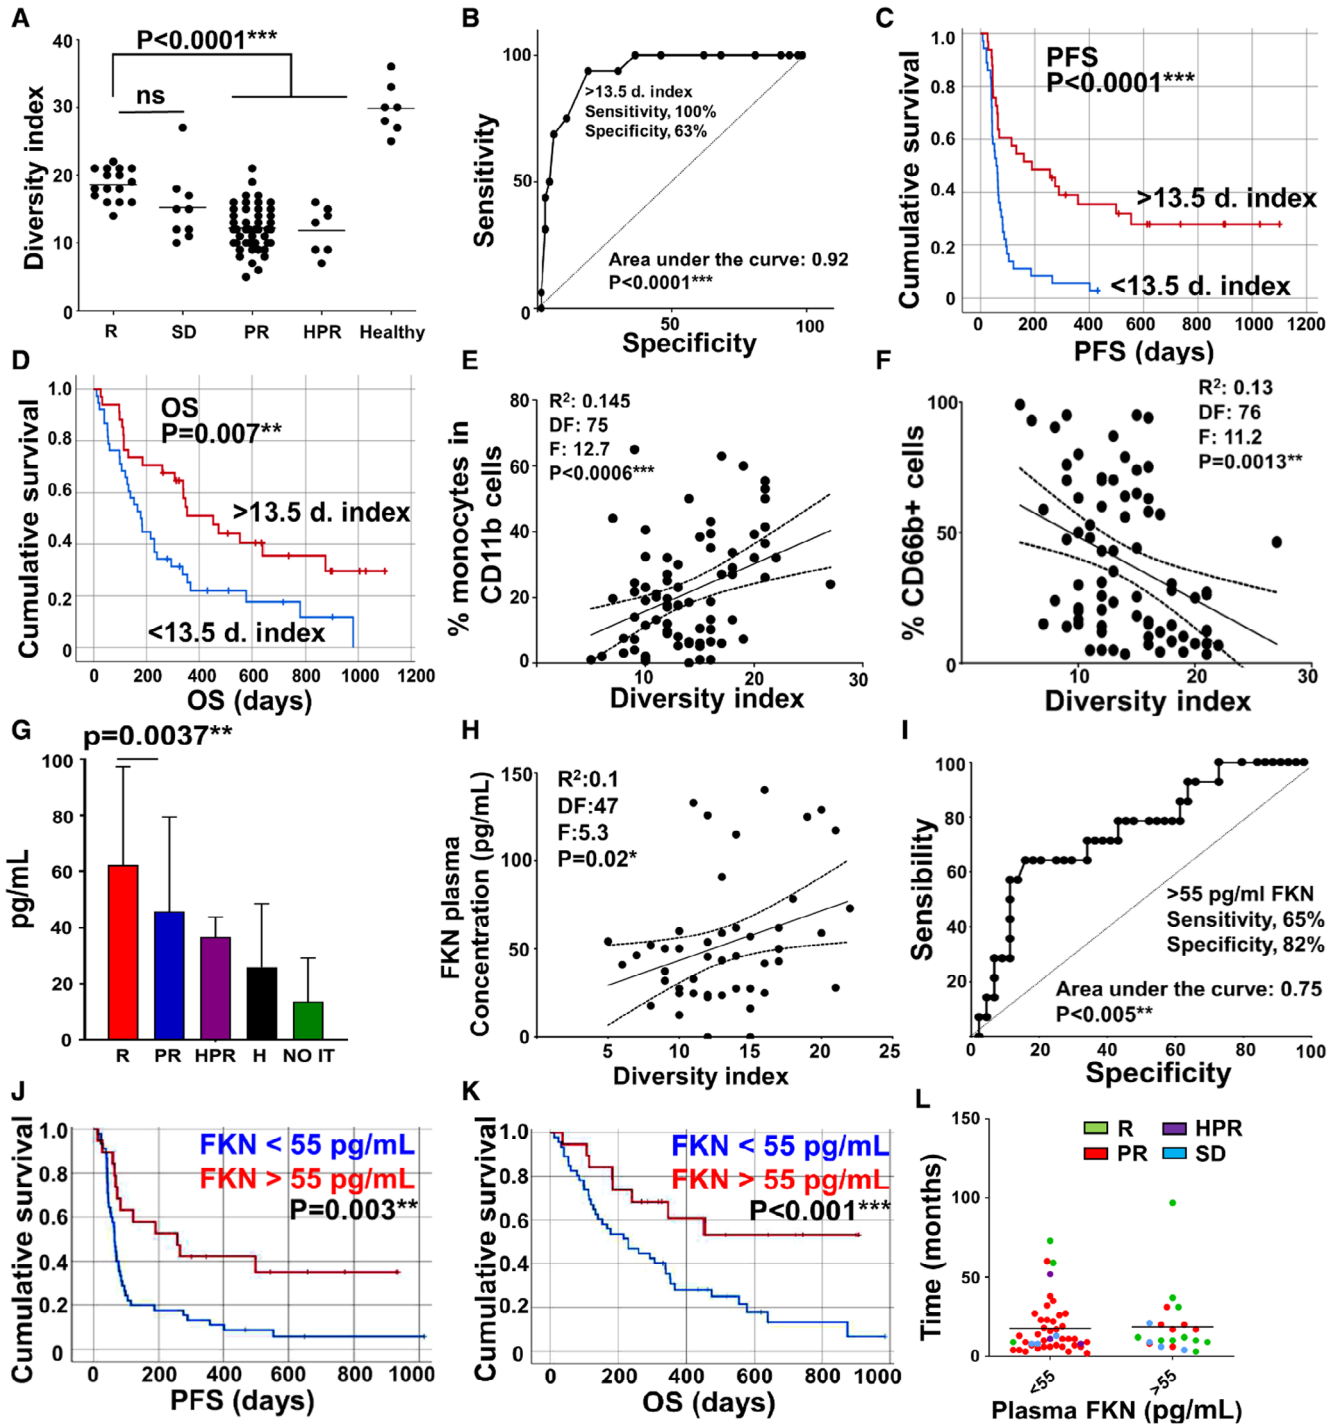 A
P<0.0001***
ns
Diversity index
40
30
20
10
0
R SD PR HPR Healthy
B
100
50
0
Sensitivity
>13.5 d. index
Sensitivity, 100%
Specificity, 63%
Area under the curve: 0.92
P<0.0001***
50 100
Specificity
C
1.0
0.8
0.6
0.4
0.2
0
Cumulative survival
PFS
P<0.0001***
>13.5 d. index
<13.5 d. index
0 200 400 600 800 1000 1200
PFS (days)
D
1.0
0.8
0.6
0.4
0.2
0
Cumulative survival
OS
P=0.007**
>13.5 d. index
<13.5 d. index
0 200 400 600 800 1000 1200
OS (days)
E
% monocytes in
CD11b cells
80
60
40
20
0
R²: 0.145
DF: 75
F: 12.7
P<0.0006***
10 20 30
Diversity index
F
% CD66b+ cells
100
50
0
R²: 0.13
DF: 76
F: 11.2
P=0.0013**
10 20 30
Diversity index
G
p=0.0037**
pg/mL
100
80
60
40
20
0
R PR HPR H NO IT
H
FKN plasma
Concentration (pg/mL)
150
100
50
0
R²:0.1
DF:47
F:5.3
P=0.02*
5 10 15 20 25
Diversity index
I
Sensibility
100
80
60
40
20
>55 pg/ml FKN
Sensitivity, 65%
Specificity, 82%
Area under the curve: 0.75
P<0.005**
0 20 40 60 80 100
Specificity
J
Cumulative survival
1.0
0.8
0.6
0.4
0.2
0
FKN < 55 pg/mL
FKN > 55 pg/mL
P=0.003**
0 200 400 600 800 1000
PFS (days)
K
Cumulative survival
1.0
0.8
0.6
0.4
0.2
0
FKN < 55 pg/mL
FKN > 55 pg/mL
P<0.001***
0 200 400 600 800 1000
OS (days)
L
Time (months)
150
100
50
0
R HPR
PR SD
<55 >55
Plasma FKN (pg/mL)